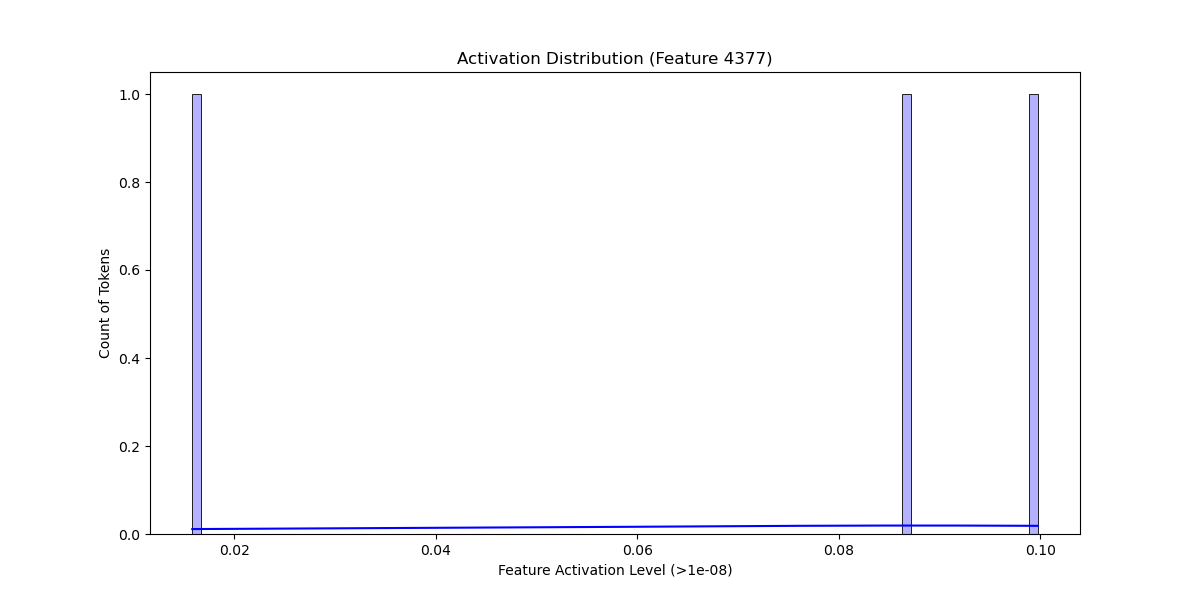 Activation Distribution (Feature 4377)
Count of Tokens
1.0
0.8
0.6
0.4
0.2
0.0
0.02 0.04 0.06 0.08 0.10
Feature Activation Level (>1e-08)